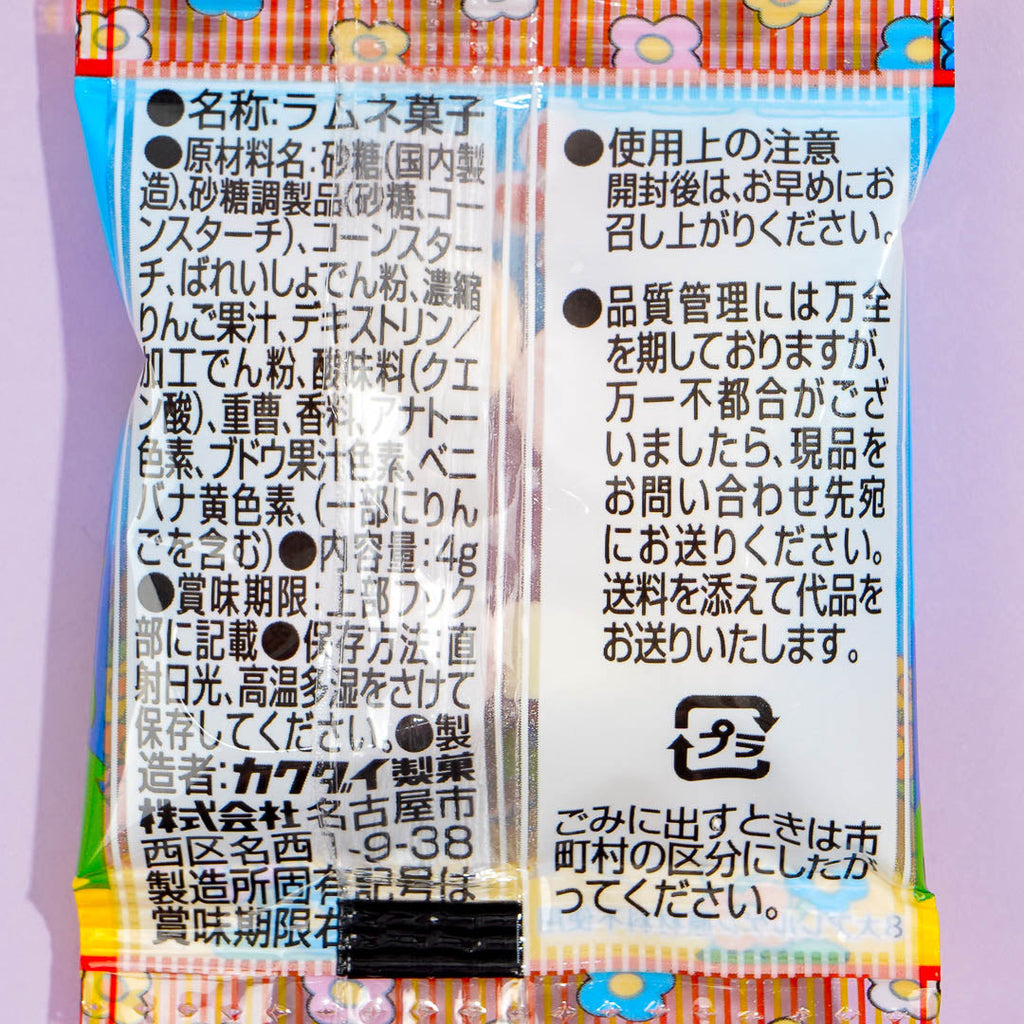 ●名称:ラムネ菓子
●原材料名:砂糖(国内製
造)、砂糖調製品(砂糖、コー
ンスターチ)、コーンスター
チ、ばれいしょでん粉、濃縮
りんご果汁、デキストリン/
加工でん粉、酸味料(クエ
ン酸)、重曹、香料、アナトー
色素、ブドウ果汁色素、ベニ
バナ黄色素、(一部にりん
ごを含む)●内容量:4g
●賞味期限:上部フック
部に記載●保存方法:直
射日光、高温多湿をさけて
保存してください。●製
造者:カクダイ製菓
株式会社 名古屋市
西区名西1-9-38
製造所固有記号は
賞味期限右
●使用上の注意
開封後は、お早めにお
召し上がりください。
●品質管理には万全
を期しておりますが、
万一不都合がござ
いましたら、現品を
お問い合わせ先宛
にお送りください。
送料を添えて代品を
お送りいたします。
プラ
ごみに出すときは市
町村の区分にしたが
ってください。